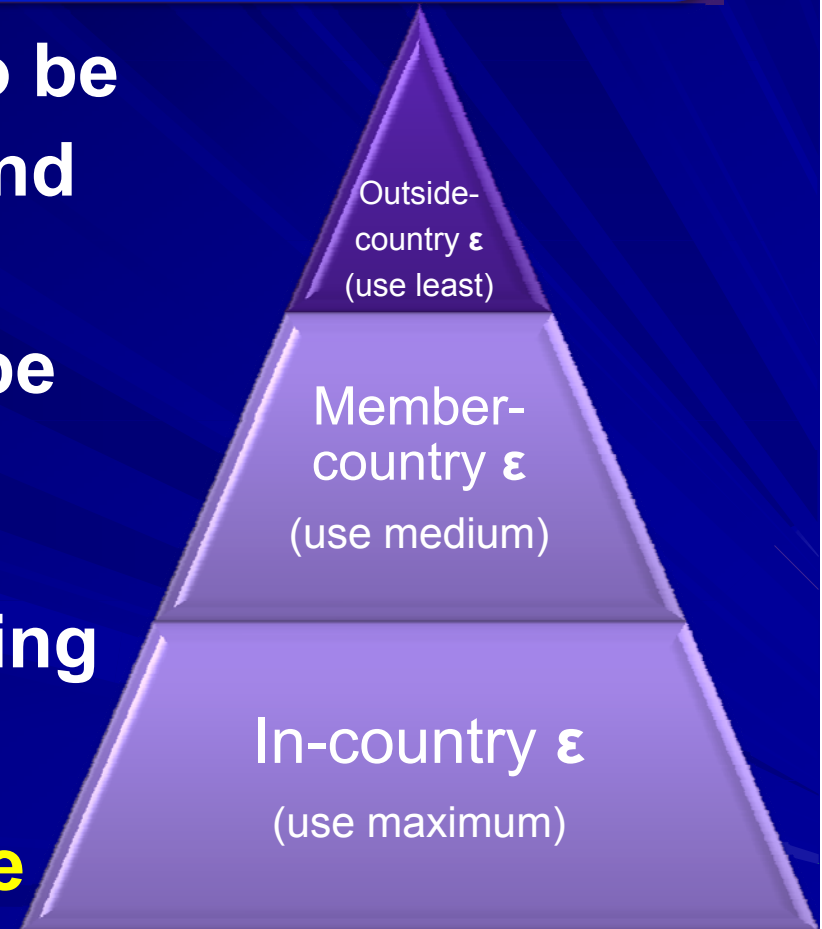 o be
nd
be
ing
e
Outside-
country ε
(use least)
Member-
country ε
(use medium)
In-country ε
(use maximum)